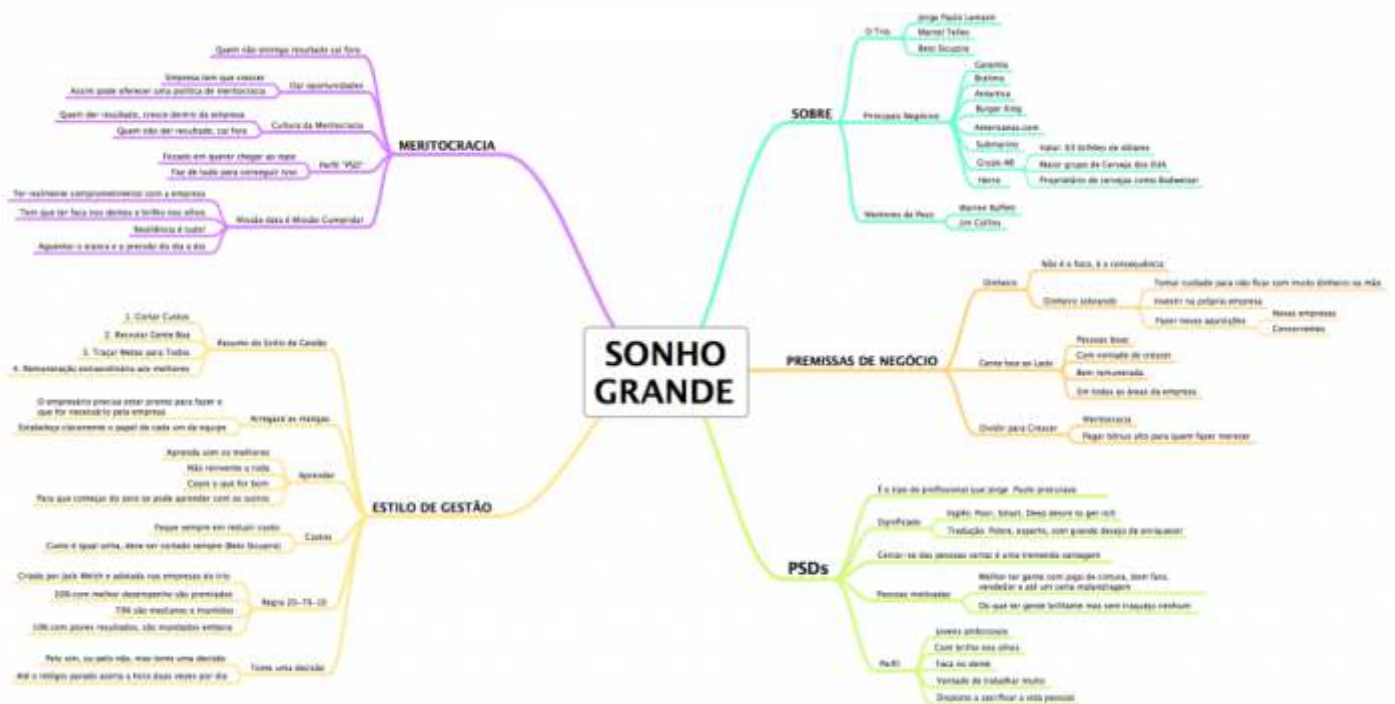 SONHO
GRANDE
SOBRE
O Trio
Jorge Paulo Lemann
Marcel Telles
Beto Sicupira
Principais Negócios
Garantia
Brahma
Antartica
Burger King
Americanas.com
Submarino
Grupo AB
Valor: 63 bilhões de dólares
Maior grupo de Cerveja dos EUA
Proprietário de cervejas como Budweiser
Heinz
Mentores de Peso
Warren Buffett
Jim Collins
PREMISSAS DE NEGÓCIO
Dinheiro
Não é o foco, é a consequência
Dinheiro sobrando
Tomar cuidado para não ficar com muito dinheiro na mão
Investir na própria empresa
Fazer novas aquisições
Novas empresas
Concorrentes
Gente boa ao Lado
Pessoas boas
Com vontade de crescer
Bem remunerada
Em todas as áreas da empresa
Dividir para Crescer
Meritocracia
Pagar bônus alto para quem fazer merecer
PSDs
É o tipo de profissional que Jorge Paulo procurava
Significado
Inglês: Poor, Smart, Deep desire to get rich
Tradução: Pobre, esperto, com grande desejo de enriquecer
Cercar-se das pessoas certas é uma tremenda vantagem
Pessoas motivadas
Melhor ter gente com jogo de cintura, bom faro,
vendedor e até um certa malandragem
Do que ter gente brilhante mas sem traquejo nenhum
Perfil
Jovens ambiciosos
Com brilho nos olhos
Faca no dente
Vontade de trabalhar muito
Disposto a sacrificar a vida pessoal
MERITOCRACIA
Quem não entrega resultado cai fora
Dar oportunidades
Empresa tem que crescer
Assim pode oferecer uma política de meritocracia
Cultura da Meritocracia
Quem der resultado, cresce dentro da empresa
Quem não der resultado, cai fora
Perfil "PSD"
Focado em querer chegar ao topo
Faz de tudo para conseguir isso
Missão dada é Missão Cumprida!
Ter realmente comprometimento com a empresa
Tem que ter faca nos dentes e brilho nos olhos
Resiliência é tudo!
Aguentar o tranco e a pressão do dia a dia
ESTILO DE GESTÃO
Resumo do Estilo de Gestão
1. Cortar Custos
2. Recrutar Gente Boa
3. Traçar Metas para Todos
4. Remuneração extraordinária aos melhores
Arregace as mangas
O empresário precisa estar pronto para fazer o
que for necessário pela empresa
Estabeleça claramente o papel de cada um da equipe
Aprender
Aprenda com os melhores
Não reinvente a roda
Copie o que for bom
Para que começar do zero se pode aprender com os outros
Custos
Foque sempre em reduzir custo
Custo é igual unha, deve ser cortado sempre (Beto Sicupira)
Regra 20-70-10
Criada por Jack Welch e adotada nas empresas do trio
20% com melhor desempenho são premiados
70% são medianos e mantidos
10% com piores resultados, são mandados embora
Tome uma decisão
Pelo sim, ou pelo não, mas tome uma decisão
Até o relógio parado acerta a hora duas vezes por dia